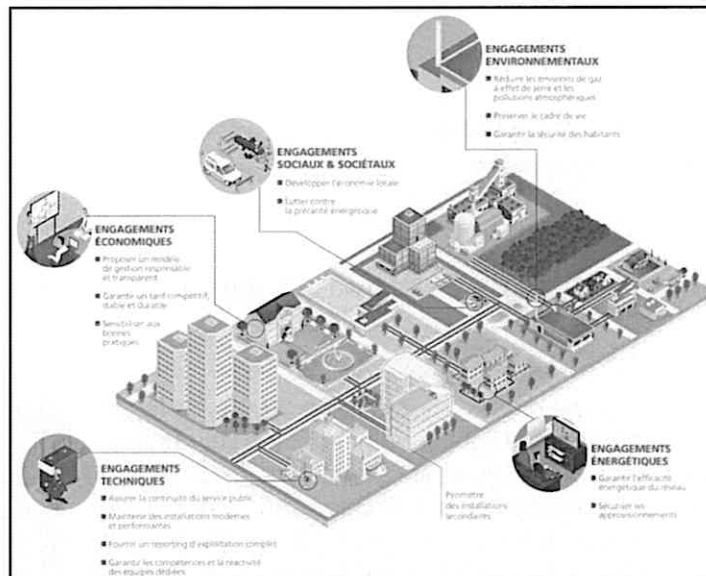 ENGAGEMENTS
ENVIRONNEMENTAUX
■ Réduire les émissions de gaz
à effet de serre et les
pollutions atmosphériques
■ Préserver le cadre de vie
■ Garantir la sécurité des habitants
ENGAGEMENTS
SOCIAUX & SOCIÉTAUX
■ Développer l'économie locale
■ Lutter contre
la précarité énergétique
ENGAGEMENTS
ÉCONOMIQUES
■ Proposer un modèle
de gestion responsable
et transparent
■ Garantir un tarif compétitif,
stable et durable
■ Sensibiliser aux
bonnes
pratiques
ENGAGEMENTS
TECHNIQUES
■ Assurer la continuité du service public
■ Maintenir des installations modernes
et performantes
■ Fournir un reporting d'exploitation complet
■ Garantir les compétences et la réactivité
des équipes dédiées
Périmètre
des installations
secondaires
ENGAGEMENTS
ÉNERGÉTIQUES
■ Garantir l'efficacité
énergétique du réseau
■ Sécuriser les
approvisionnements